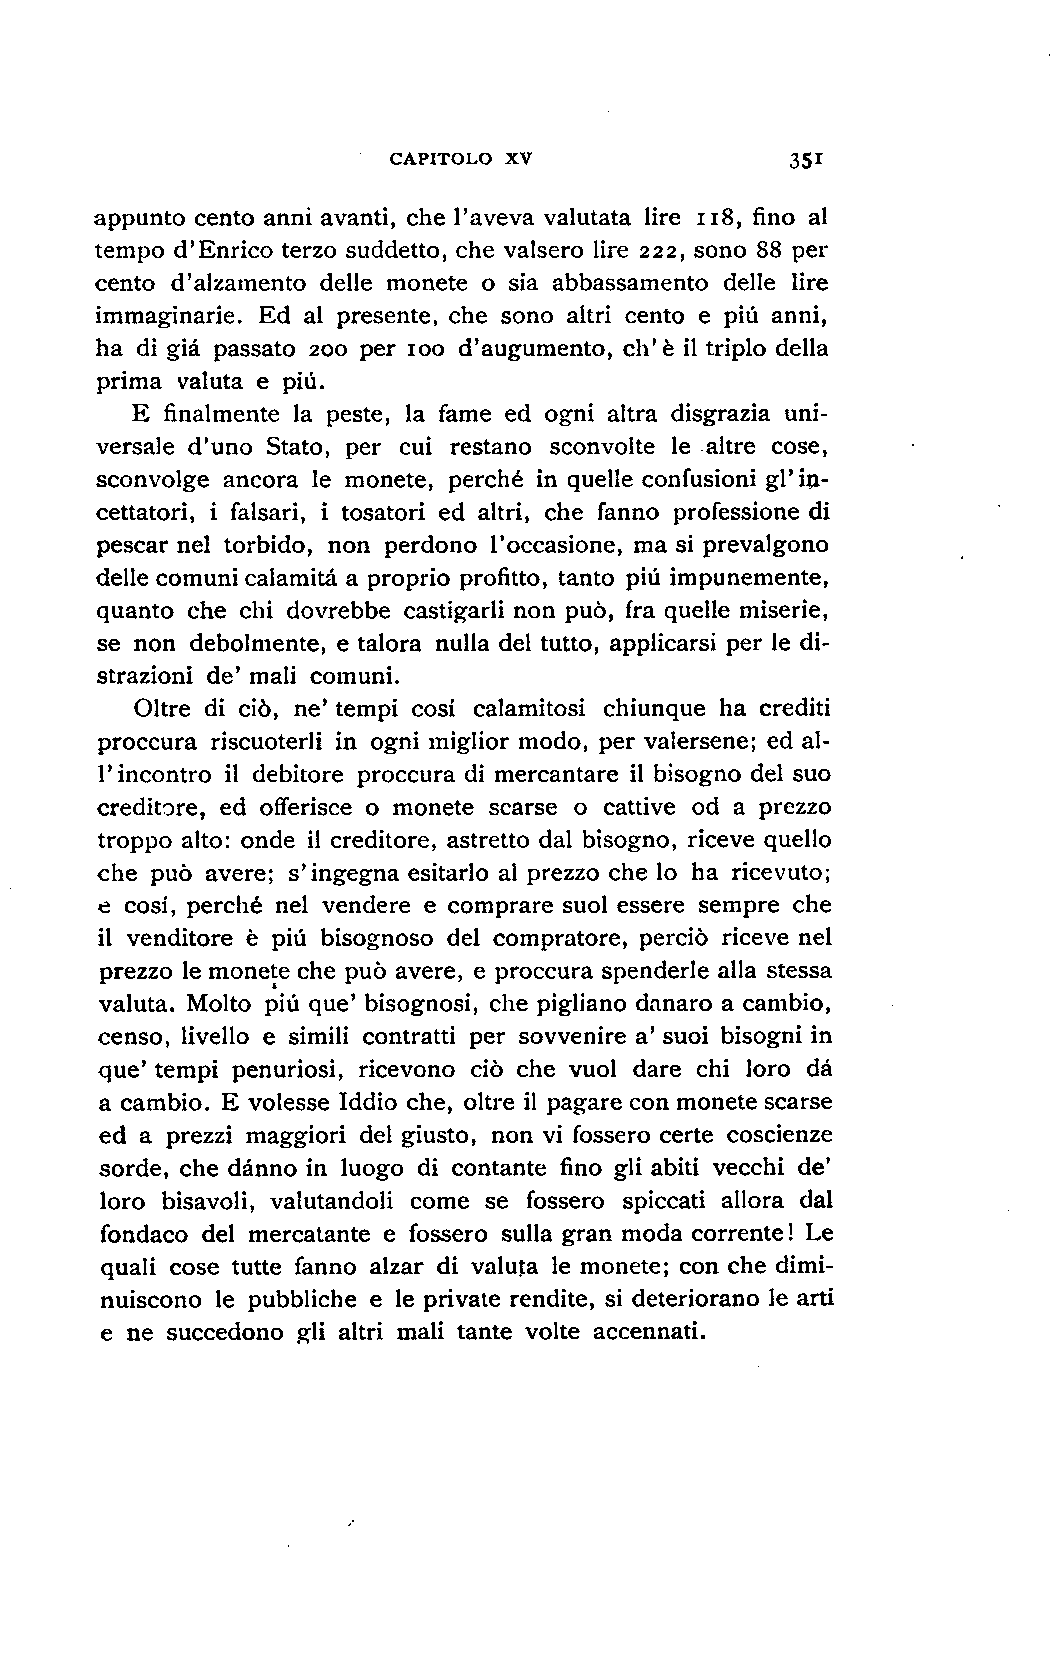 CAPITOLO XV 351
appunto cento anni avanti, che l'aveva valutata lire 118, fino al
tempo d'Enrico terzo suddetto, che valsero lire 222, sono 88 per
cento d'alzamento delle monete o sia abbassamento delle lire
immaginarie. Ed al presente, che sono altri cento e piú anni,
ha di giá passato 200 per 100 d'augumento, ch'è il triplo della
prima valuta e piú.
E finalmente la peste, la fame ed ogni altra disgrazia uni-
versale d'uno Stato, per cui restano sconvolte le altre cose,
sconvolge ancora le monete, perché in quelle confusioni gl'in-
cettatori, i falsari, i tosatori ed altri, che fanno professione di
pescar nel torbido, non perdono l'occasione, ma si prevalgono
delle comuni calamitá a proprio profitto, tanto piú impunemente,
quanto che chi dovrebbe castigarli non può, fra quelle miserie,
se non debolmente, e talora nulla del tutto, applicarsi per le di-
strazioni de' mali comuni.
Oltre di ciò, ne' tempi cosí calamitosi chiunque ha crediti
proccura riscuoterli in ogni miglior modo, per valersene; ed al-
l'incontro il debitore proccura di mercantare il bisogno del suo
creditore, ed offerisce o monete scarse o cattive od a prezzo
troppo alto: onde il creditore, astretto dal bisogno, riceve quello
che può avere; s'ingegna esitarlo al prezzo che lo ha ricevuto;
e cosí, perché nel vendere e comprare suol essere sempre che
il venditore è piú bisognoso del compratore, perciò riceve nel
prezzo le monete che può avere, e proccura spenderle alla stessa
valuta. Molto piú que' bisognosi, che pigliano danaro a cambio,
censo, livello e simili contratti per sovvenire a' suoi bisogni in
que' tempi penuriosi, ricevono ciò che vuol dare chi loro dá
a cambio. E volesse Iddio che, oltre il pagare con monete scarse
ed a prezzi maggiori del giusto, non vi fossero certe coscienze
sorde, che dánno in luogo di contante fino gli abiti vecchi de'
loro bisavoli, valutandoli come se fossero spiccati allora dal
fondaco del mercatante e fossero sulla gran moda corrente! Le
quali cose tutte fanno alzar di valuta le monete; con che dimi-
nuiscono le pubbliche e le private rendite, si deteriorano le arti
e ne succedono gli altri mali tante volte accennati.